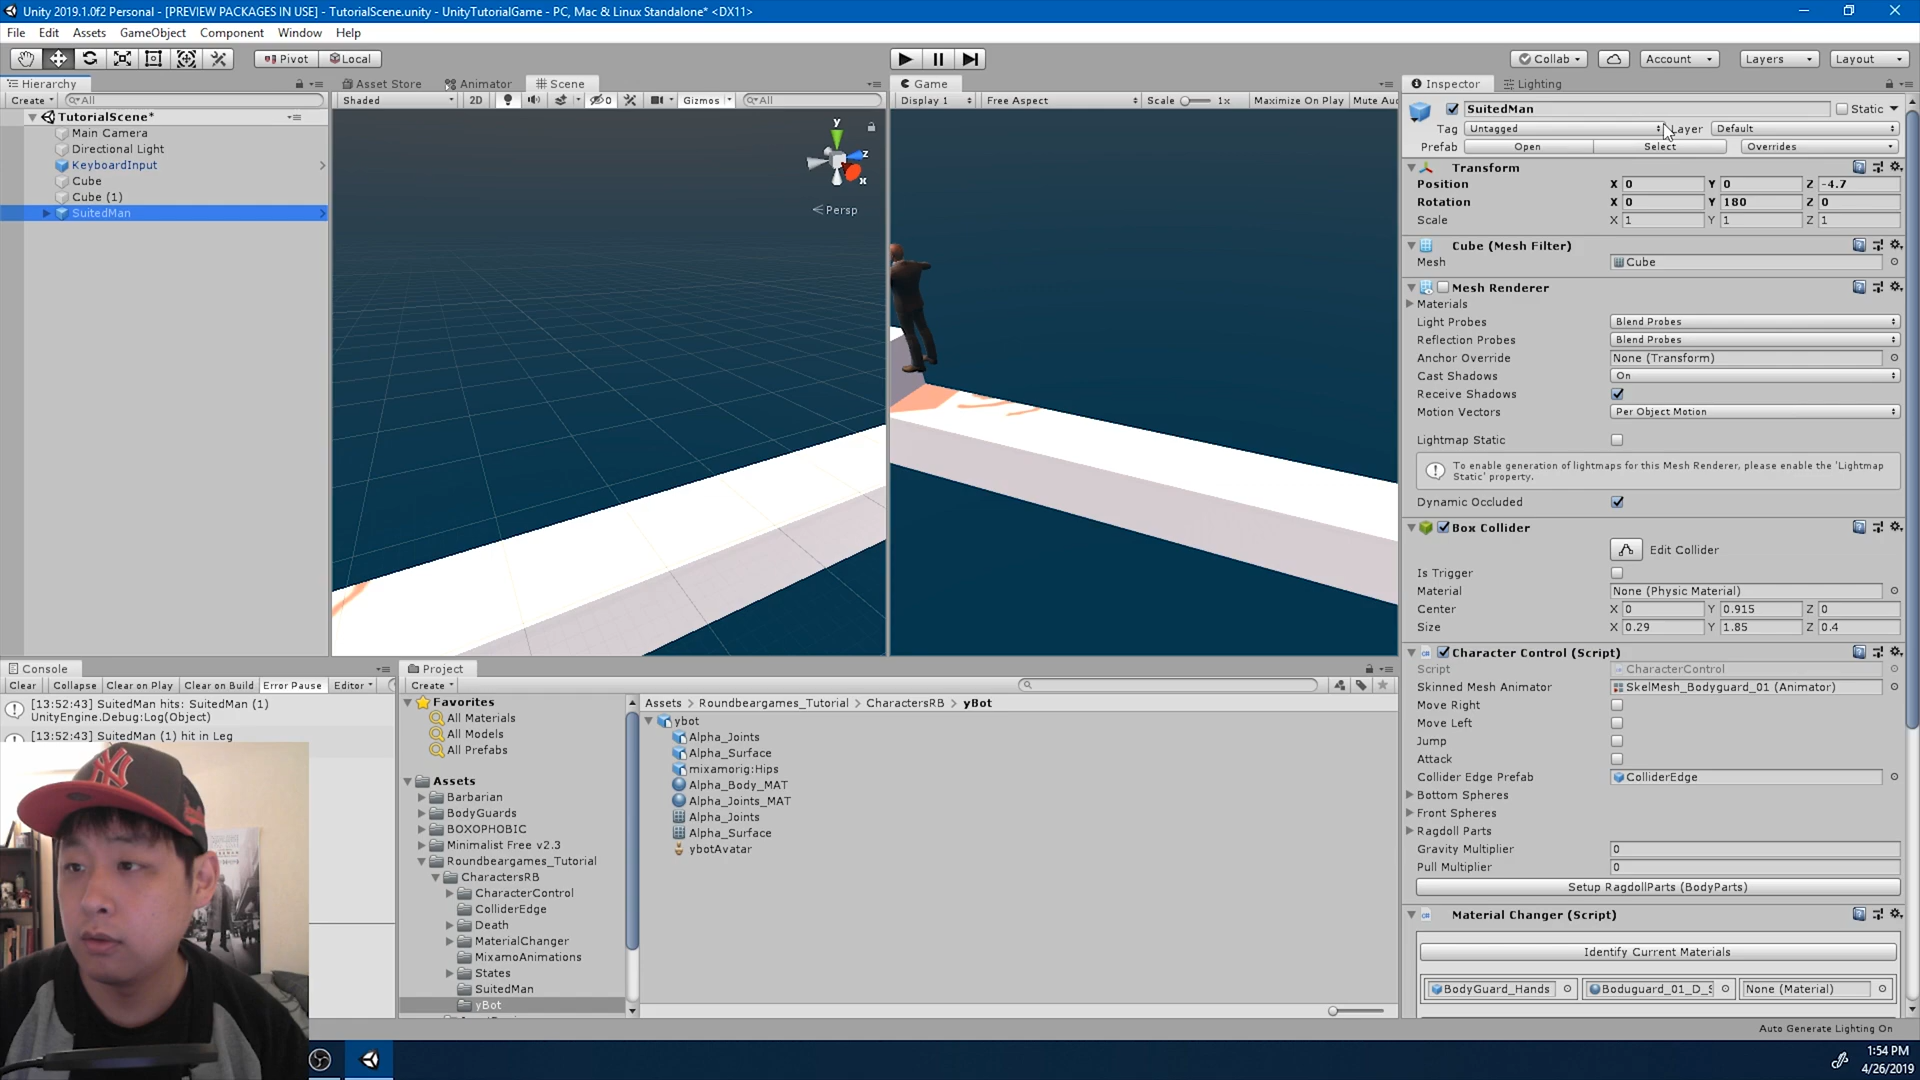 Unity 2019.1.0f2 Personal - [PREVIEW PACKAGES IN USE] - TutorialScene.unity - UnityTutorialGame - PC, Mac & Linux Standalone* <DX11>
File Edit Assets GameObject Component Window Help
Pivot Local
Collab Account Layers Layout
Hierarchy
Create All
TutorialScene*
Main Camera
Directional Light
KeyboardInput
Cube
Cube (1)
SuitedMan
Asset Store Animator Scene
Shaded 2D Gizmos All
y
z
x
Persp
Game
Display 1 Free Aspect Scale 1x Maximize On Play Mute Au
Inspector Lighting
SuitedMan Static
Tag Untagged Layer Default
Prefab Open Select Overrides
Transform
Position X 0 Y 0 Z -4.7
Rotation X 0 Y 180 Z 0
Scale X 1 Y 1 Z 1
Cube (Mesh Filter)
Mesh Cube
Mesh Renderer
Materials
Light Probes Blend Probes
Reflection Probes Blend Probes
Anchor Override None (Transform)
Cast Shadows On
Receive Shadows
Motion Vectors Per Object Motion
Lightmap Static
To enable generation of lightmaps for this Mesh Renderer, please enable the 'Lightmap
Static' property.
Dynamic Occluded
Box Collider
Edit Collider
Is Trigger
Material None (Physic Material)
Center X 0 Y 0.915 Z 0
Size X 0.29 Y 1.85 Z 0.4
Character Control (Script)
Script CharacterControl
Skinned Mesh Animator SkelMesh_Bodyguard_01 (Animator)
Move Right
Move Left
Jump
Attack
Collider Edge Prefab ColliderEdge
Bottom Spheres
Front Spheres
Ragdoll Parts
Gravity Multiplier 0
Pull Multiplier 0
Setup RagdollParts (BodyParts)
Material Changer (Script)
Identify Current Materials
BodyGuard_Hands Boduguard_01_D_S None (Material)
Auto Generate Lighting On
Console
Clear Collapse Clear on Play Clear on Build Error Pause Editor
[13:52:43] SuitedMan hits: SuitedMan (1)
UnityEngine.Debug:Log(Object)
[13:52:43] SuitedMan (1) hit in Leg
Project
Create
Favorites
All Materials
All Models
All Prefabs
Assets
Barbarian
BodyGuards
BOXOPHOBIC
Minimalist Free v2.3
Roundbeargames_Tutorial
CharactersRB
CharacterControl
ColliderEdge
Death
MaterialChanger
MixamoAnimations
States
SuitedMan
yBot
Assets > Roundbeargames_Tutorial > CharactersRB > yBot
ybot
Alpha_Joints
Alpha_Surface
mixamorig:Hips
Alpha_Body_MAT
Alpha_Joints_MAT
Alpha_Joints
Alpha_Surface
ybotAvatar
1:54 PM
4/26/2019